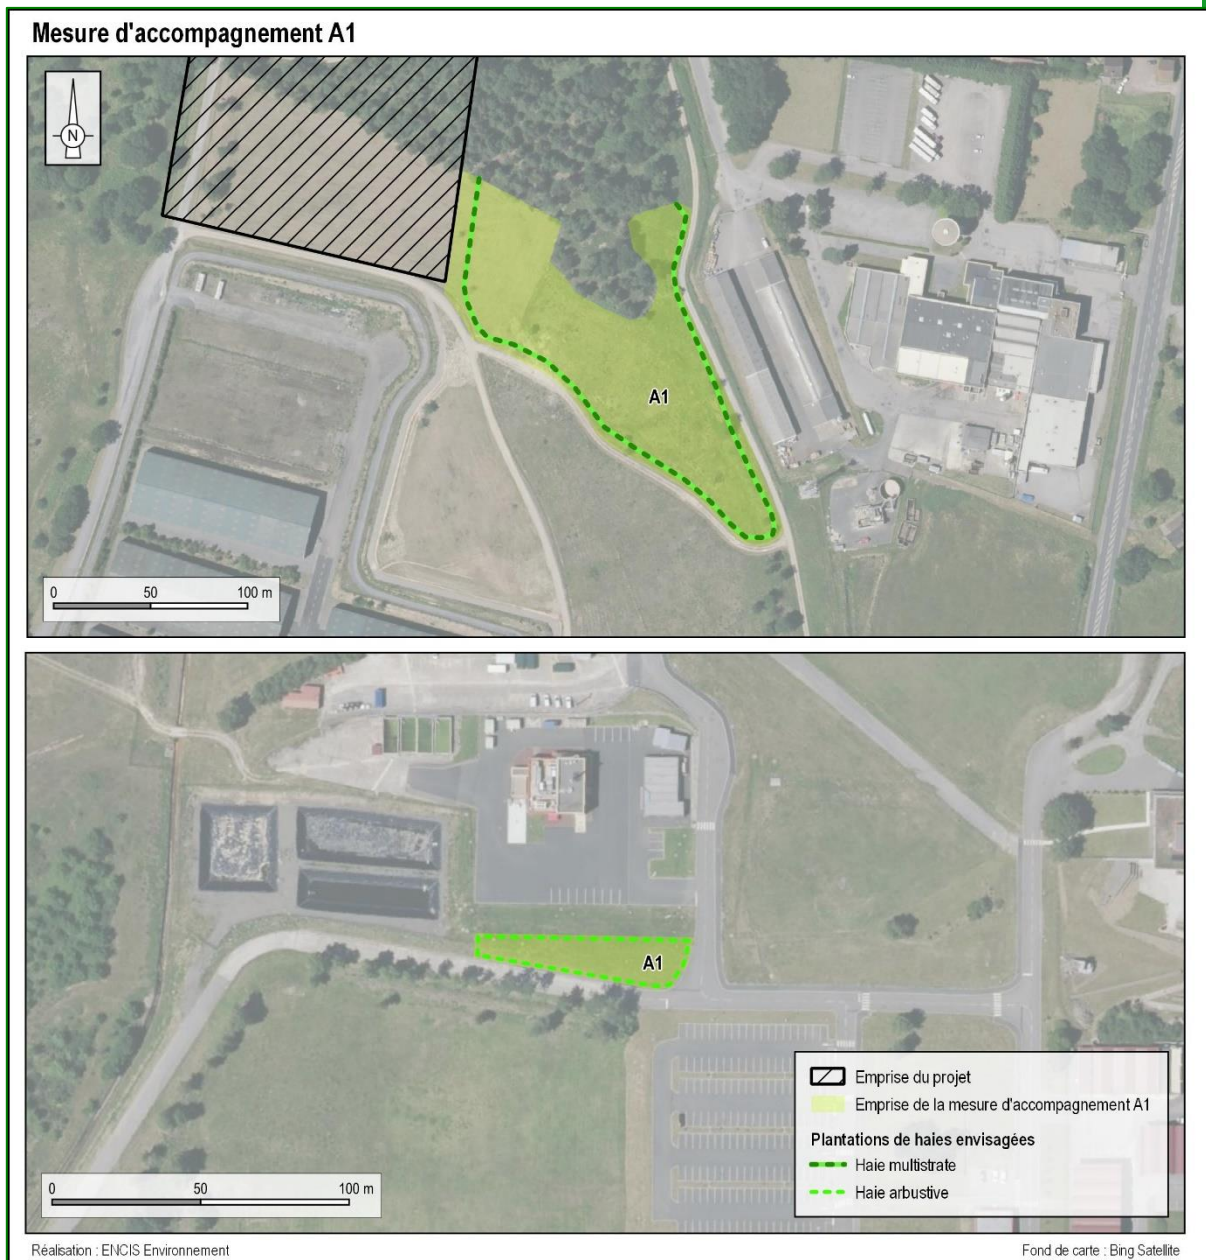 Mesure d'accompagnement A1
N
A1
0 50 100 m
A1
Emprise du projet
Emprise de la mesure d'accompagnement A1
Plantations de haies envisagées
Haie multistrate
Haie arbustive
0 50 100 m
Réalisation : ENCIS Environnement
Fond de carte : Bing Satellite